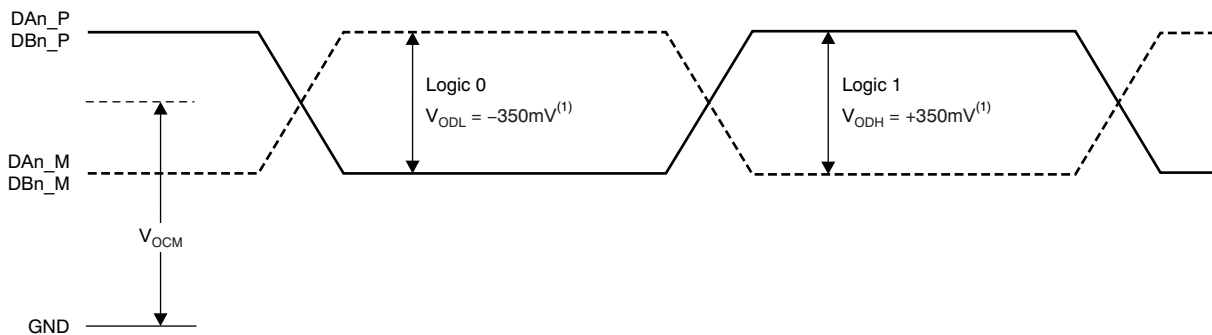 DAn_P
DBn_P
Logic 0
V_ODL = −350mV(1)
Logic 1
V_ODH = +350mV(1)
DAn_M
DBn_M
V_OCM
GND